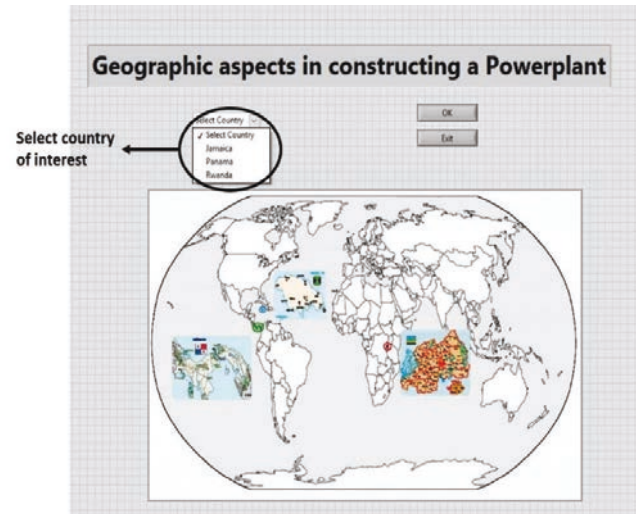 Geographic aspects in constructing a Powerplant
Select Country
OK
Select country
of interest
✓ Select Country
Jamaica
Panama
Rwanda
Exit